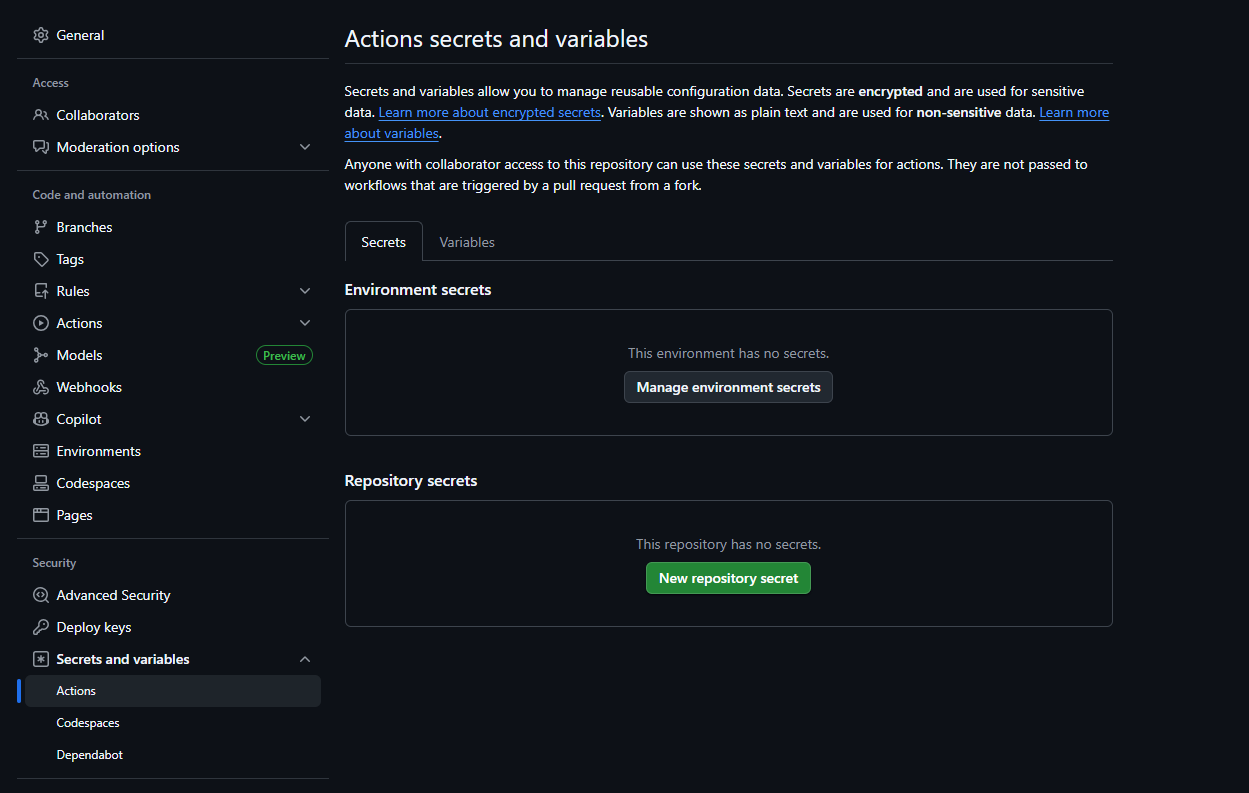 General
Access
Collaborators
Moderation options
Code and automation
Branches
Tags
Rules
Actions
Models Preview
Webhooks
Copilot
Environments
Codespaces
Pages
Security
Advanced Security
Deploy keys
Secrets and variables
Actions
Codespaces
Dependabot
Actions secrets and variables
Secrets and variables allow you to manage reusable configuration data. Secrets are encrypted and are used for sensitive
data. Learn more about encrypted secrets. Variables are shown as plain text and are used for non-sensitive data. Learn more
about variables.
Anyone with collaborator access to this repository can use these secrets and variables for actions. They are not passed to
workflows that are triggered by a pull request from a fork.
Secrets Variables
Environment secrets
This environment has no secrets.
Manage environment secrets
Repository secrets
This repository has no secrets.
New repository secret